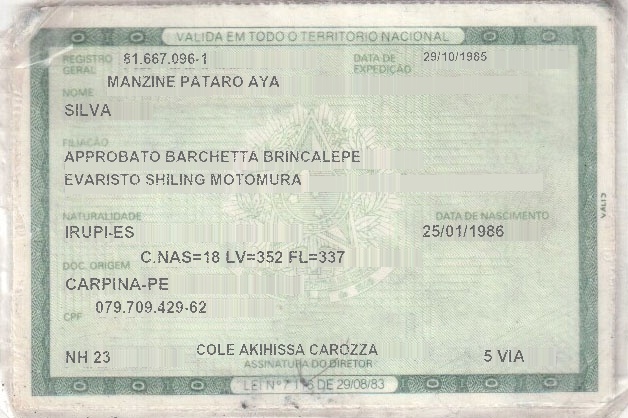 VALIDA EM TODO O TERRITÓRIO NACIONAL
REGISTRO GERAL 81.667.096-1 DATA DE EXPEDIÇÃO 29/10/1985
NOME MANZINE PATARO AYA
SILVA
FILIAÇÃO
APPROBATO BARCHETTA BRINCALEPE
EVARISTO SHILING MOTOMURA
NATURALIDADE DATA DE NASCIMENTO
IRUPI-ES 25/01/1986
DOC. ORIGEM C.NAS=18 LV=352 FL=337
CARPINA-PE
CPF 079.709.429-62
NH 23 COLE AKIHISSA CAROZZA 5 VIA
ASSINATURA DO DIRETOR
LEI Nº 7.116 DE 29/08/83